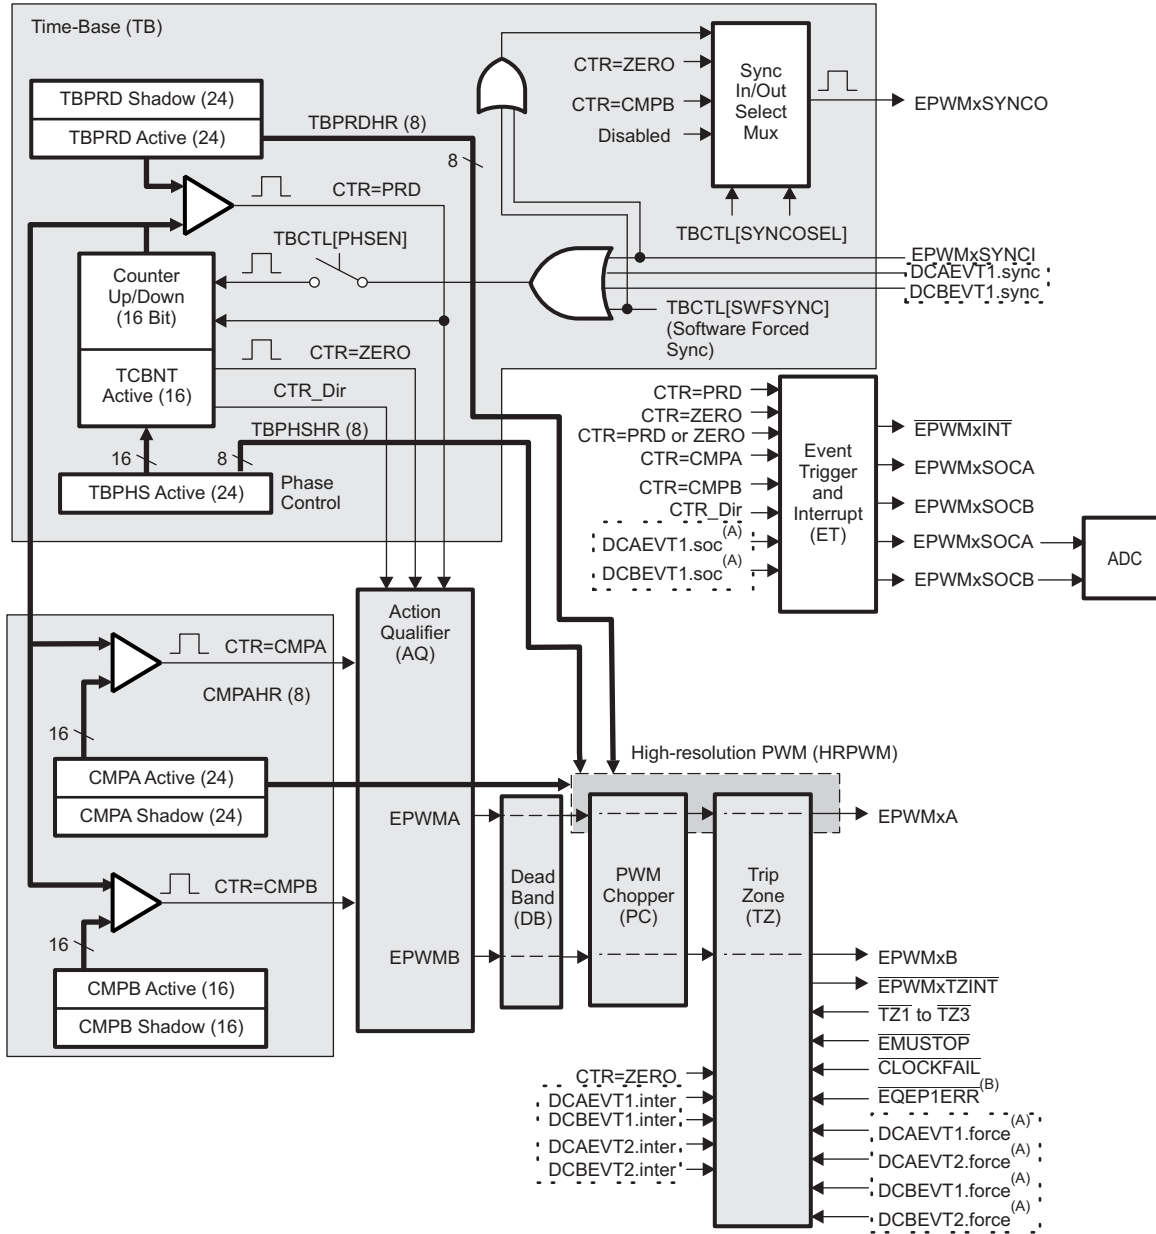 Time-Base (TB)
TBPRD Shadow (24)
TBPRD Active (24)
TBPRDHR (8)
8
CTR=PRD
TBCTL[PHSEN]
Counter
Up/Down
(16 Bit)
TCBNT
Active (16)
CTR=ZERO
CTR_Dir
TBPHSHR (8)
16
8
TBPHS Active (24)
Phase
Control
CTR=ZERO
CTR=CMPB
Disabled
Sync
In/Out
Select
Mux
EPWMxSYNCO
TBCTL[SYNCOSEL]
EPWMxSYNCI
DCAEVT1.sync
DCBEVT1.sync
TBCTL[SWFSYNC]
(Software Forced
Sync)
CTR=PRD
CTR=ZERO
CTR=PRD or ZERO
CTR=CMPA
CTR=CMPB
CTR_Dir
DCAEVT1.soc(A)
DCBEVT1.soc(A)
Event
Trigger
and
Interrupt
(ET)
EPWMxINT
EPWMxSOCA
EPWMxSOCB
EPWMxSOCA
EPWMxSOCB
ADC
Action
Qualifier
(AQ)
CTR=CMPA
CMPAHR (8)
16
CMPA Active (24)
CMPA Shadow (24)
CTR=CMPB
16
CMPB Active (16)
CMPB Shadow (16)
EPWMA
EPWMB
High-resolution PWM (HRPWM)
Dead
Band
(DB)
PWM
Chopper
(PC)
Trip
Zone
(TZ)
EPWMxA
EPWMxB
EPWMxTZINT
TZ1 to TZ3
EMUSTOP
CLOCKFAIL
EQEP1ERR(B)
DCAEVT1.force(A)
DCAEVT2.force(A)
DCBEVT1.force(A)
DCBEVT2.force(A)
CTR=ZERO
DCAEVT1.inter
DCBEVT1.inter
DCAEVT2.inter
DCBEVT2.inter